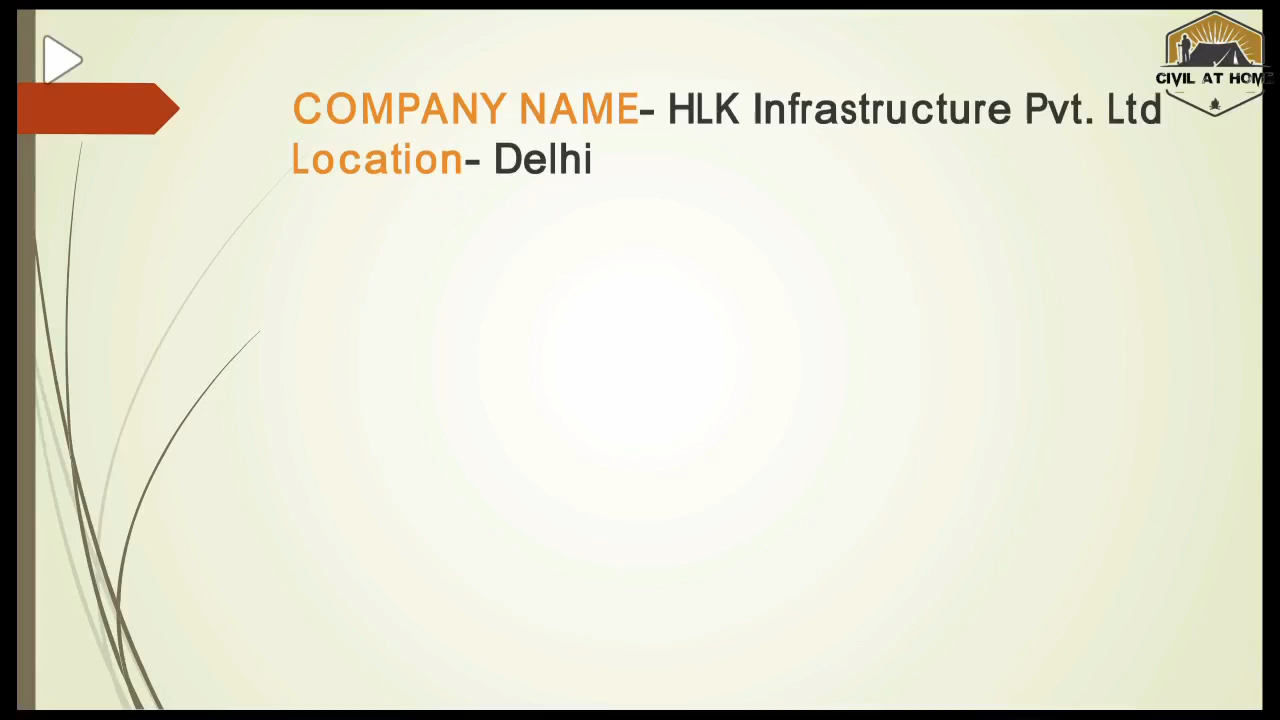 CIVIL AT HOME
COMPANY NAME- HLK Infrastructure Pvt. Ltd
Location- Delhi